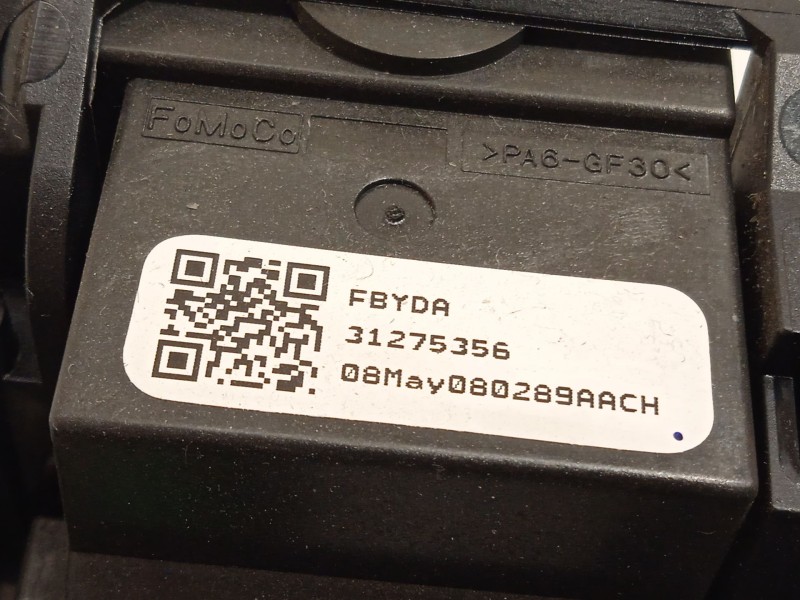 FoMoCo
>PA6-GF30<
FBYDA
31275356
08May080289AACH